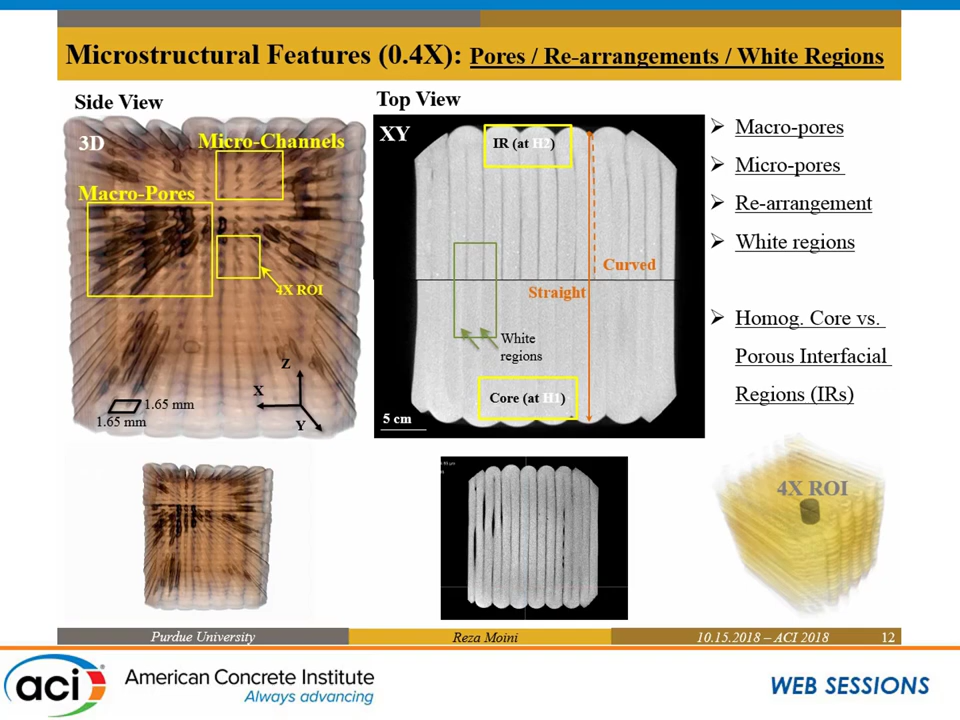 Microstructural Features (0.4X): Pores / Re-arrangements / White Regions
Side View
Top View
3D
Micro-Channels
Macro-Pores
4X ROI
Z
X
Y
1.65 mm
1.65 mm
XY
IR (at H2)
Curved
Straight
White
regions
Core (at H1)
5 cm
➢ Macro-pores
➢ Micro-pores
➢ Re-arrangement
➢ White regions
➢ Homog. Core vs.
Porous Interfacial
Regions (IRs)
4X ROI
Purdue University
Reza Moini
10.15.2018 – ACI 2018
12
aci
American Concrete Institute
Always advancing
WEB SESSIONS